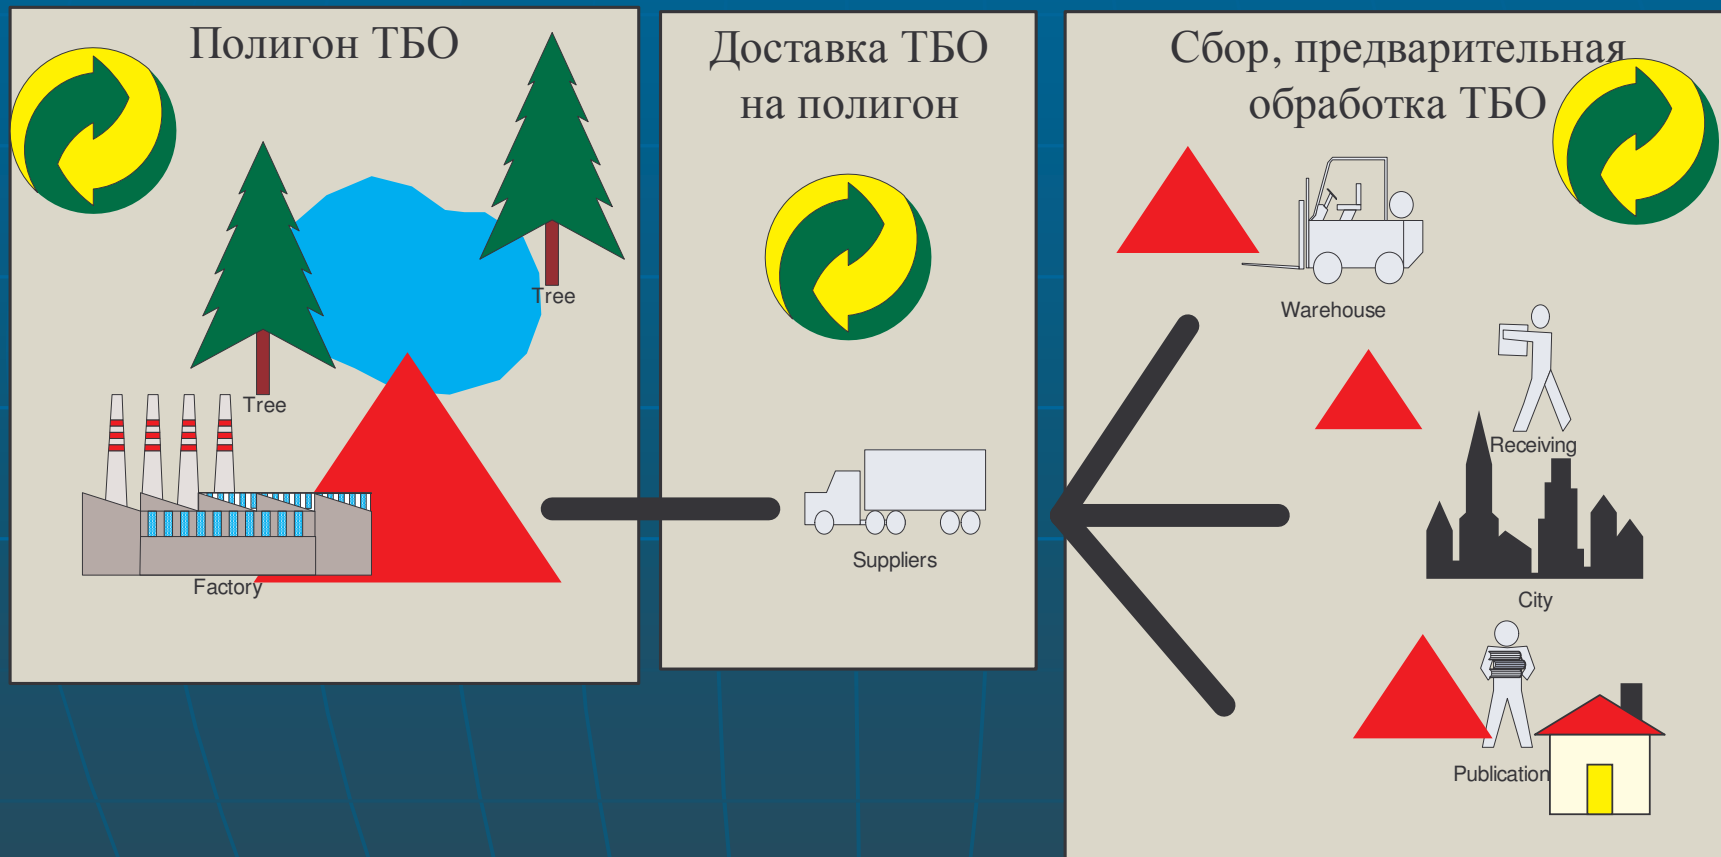 Полигон ТБО
Tree
Tree
Factory
Доставка ТБО
на полигон
Suppliers
Сбор, предварительная
обработка ТБО
Warehouse
Receiving
City
Publication